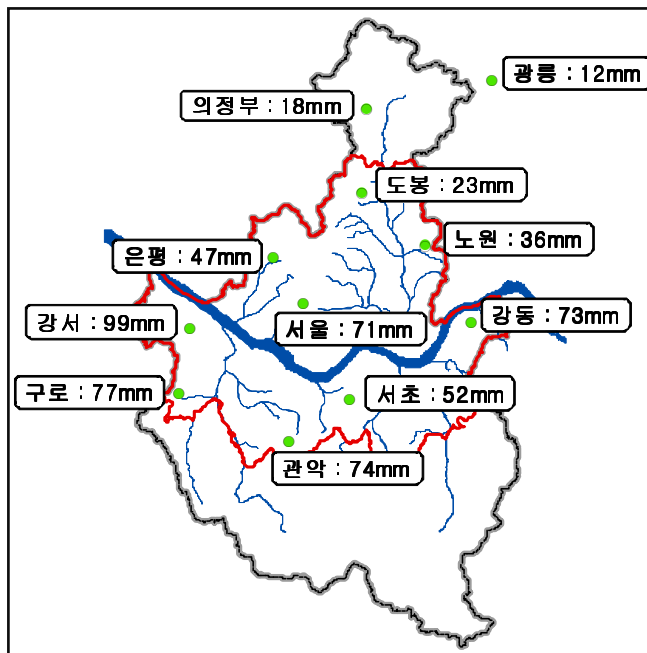 광릉 : 12mm
의정부 : 18mm
도봉 : 23mm
노원 : 36mm
은평 : 47mm
강서 : 99mm
서울 : 71mm
강동 : 73mm
구로 : 77mm
서초 : 52mm
관악 : 74mm